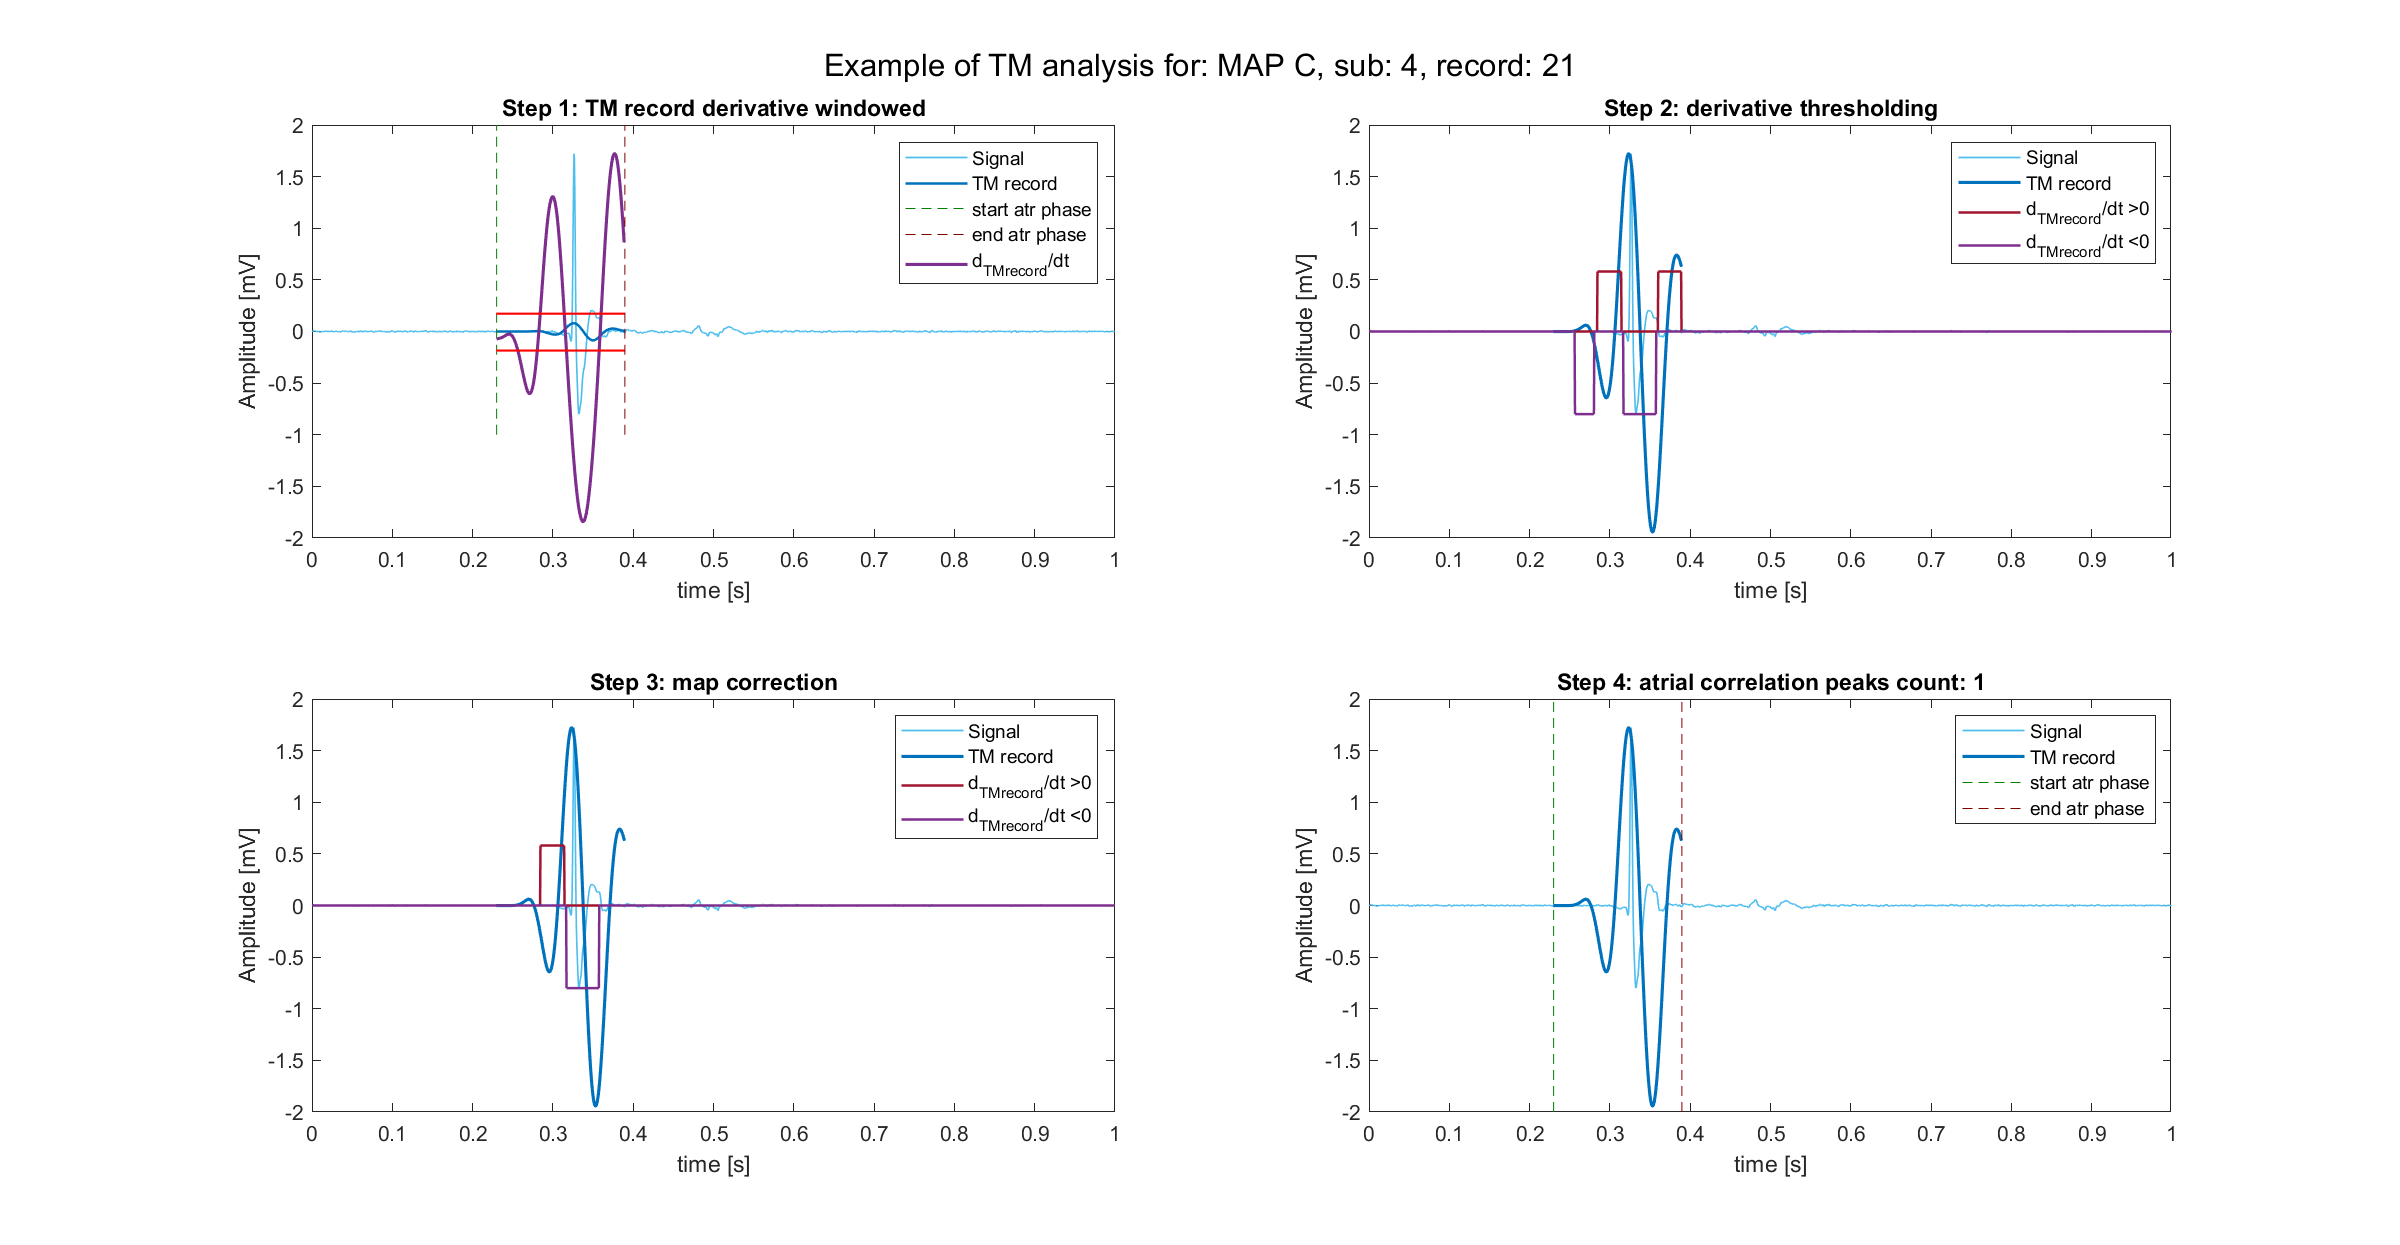 Example of TM analysis for: MAP C, sub: 4, record: 21
Step 1: TM record derivative windowed
2
1.5
1
0.5
0
-0.5
-1
-1.5
-2
Amplitude [mV]
0 0.1 0.2 0.3 0.4 0.5 0.6 0.7 0.8 0.9 1
time [s]
Signal
TM record
start atr phase
end atr phase
dTMrecord/dt
Step 2: derivative thresholding
2
1.5
1
0.5
0
-0.5
-1
-1.5
-2
Amplitude [mV]
0 0.1 0.2 0.3 0.4 0.5 0.6 0.7 0.8 0.9 1
time [s]
Signal
TM record
dTMrecord/dt >0
dTMrecord/dt <0
Step 3: map correction
2
1.5
1
0.5
0
-0.5
-1
-1.5
-2
Amplitude [mV]
0 0.1 0.2 0.3 0.4 0.5 0.6 0.7 0.8 0.9 1
time [s]
Signal
TM record
dTMrecord/dt >0
dTMrecord/dt <0
Step 4: atrial correlation peaks count: 1
2
1.5
1
0.5
0
-0.5
-1
-1.5
-2
Amplitude [mV]
0 0.1 0.2 0.3 0.4 0.5 0.6 0.7 0.8 0.9 1
time [s]
Signal
TM record
start atr phase
end atr phase